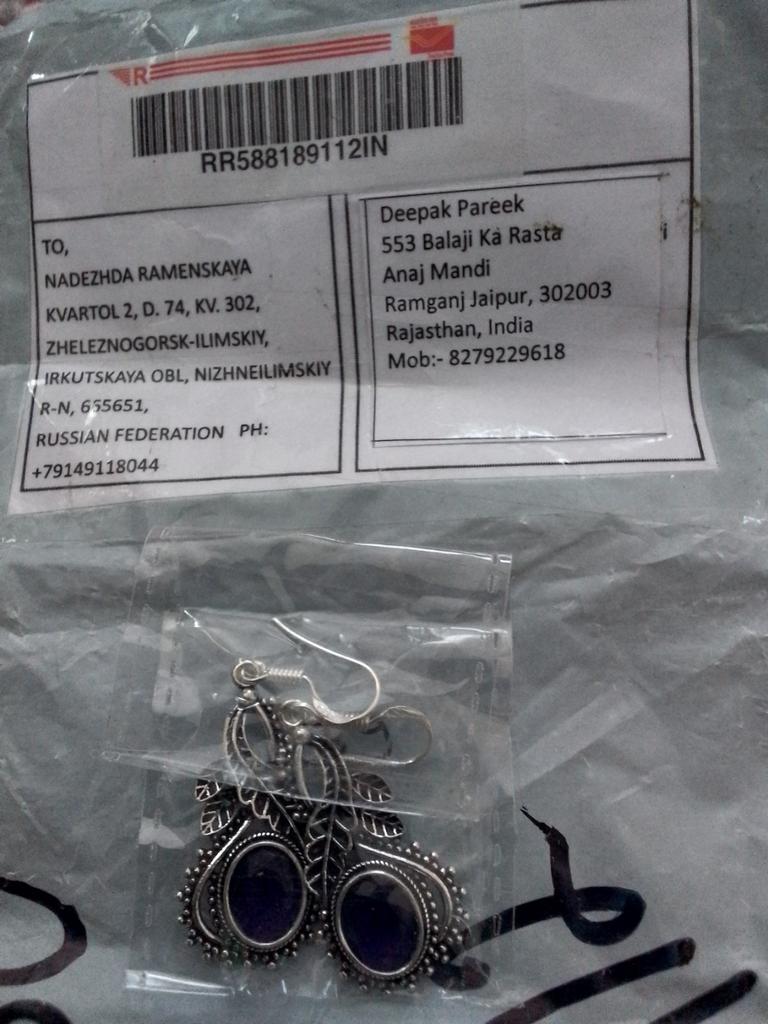 R
RR588189112IN
TO,
NADEZHDA RAMENSKAYA
KVARTOL 2, D. 74, KV. 302,
ZHELEZNOGORSK-ILIMSKIY,
IRKUTSKAYA OBL, NIZHNEILIMSKIY
R-N, 665651,
RUSSIAN FEDERATION PH:
+79149118044
Deepak Pareek
553 Balaji Ka Rasta
i
Anaj Mandi
Ramganj Jaipur, 302003
Rajasthan, India
Mob:- 8279229618